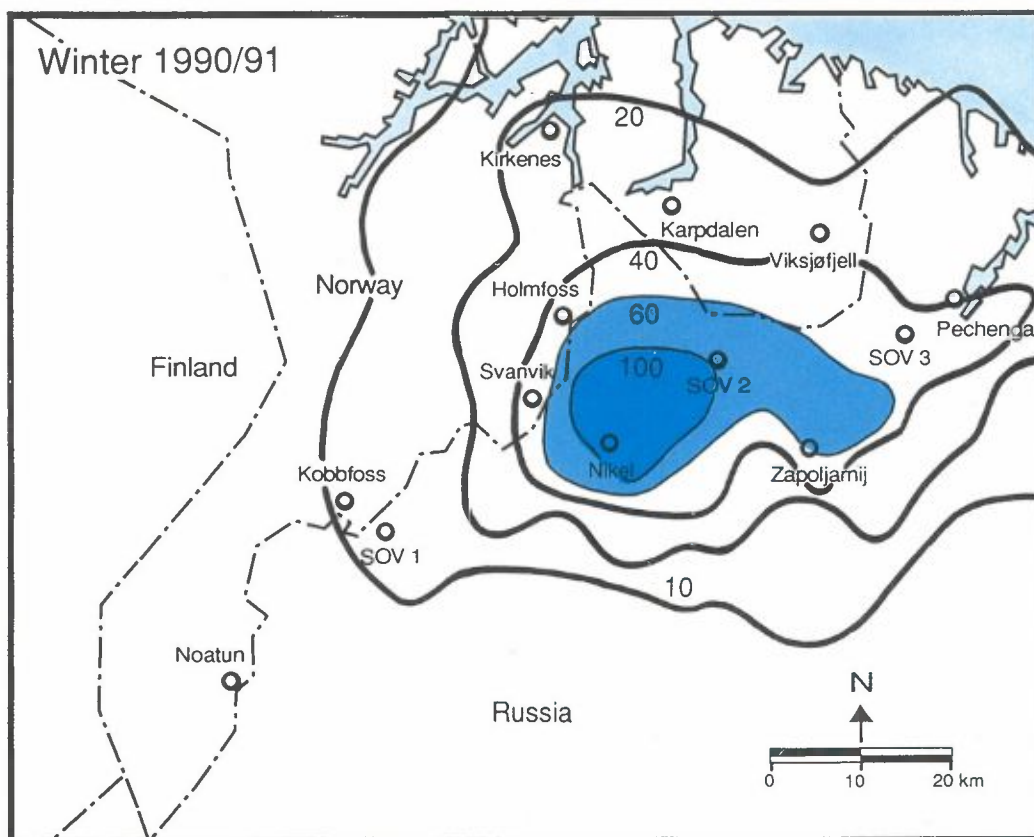 Winter 1990/91
20
Kirkenes
Karpdalen
40
Viksjøfjell
Norway
Holmfoss
60
Pechenga
SOV 3
Finland
100
SOV 2
Svanvik
Nikel
Zapoljarnij
Kobbfoss
SOV 1
10
Noatun
Russia
N
0 10 20 km